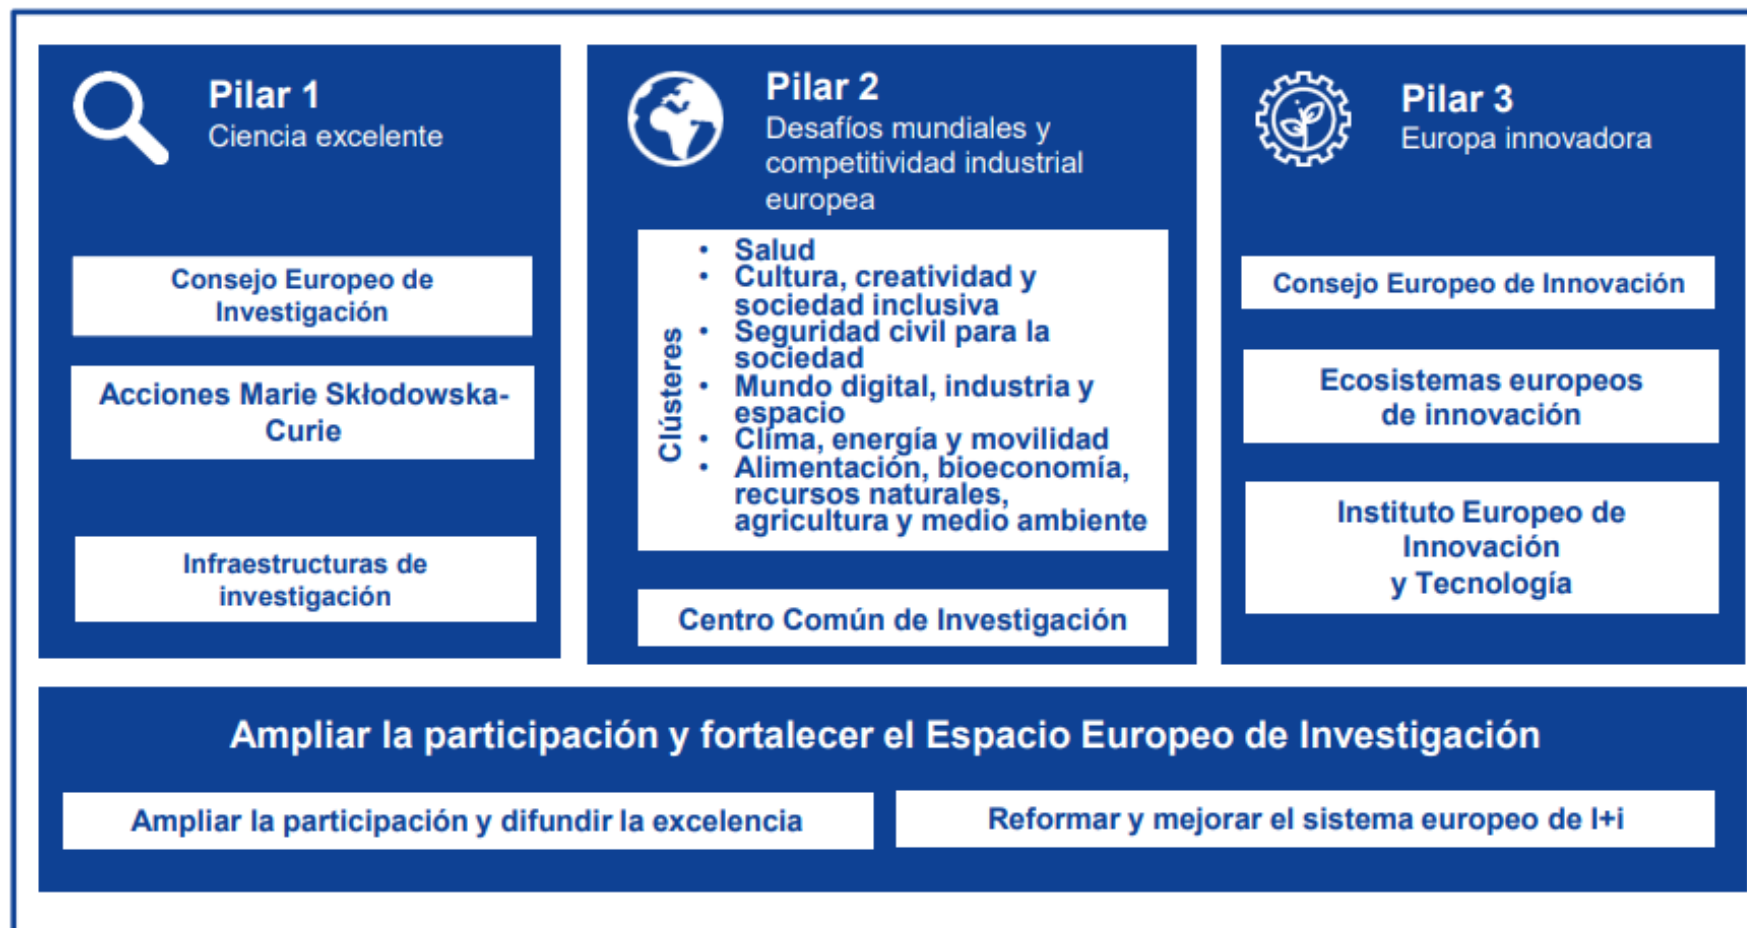 Pilar 1
Ciencia excelente
Consejo Europeo de
Investigación
Acciones Marie Skłodowska-
Curie
Infraestructuras de
investigación
Pilar 2
Desafíos mundiales y
competitividad industrial
europea
Clústeres
• Salud
• Cultura, creatividad y
sociedad inclusiva
• Seguridad civil para la
sociedad
• Mundo digital, industria y
espacio
• Clima, energía y movilidad
• Alimentación, bioeconomía,
recursos naturales,
agricultura y medio ambiente
Centro Común de Investigación
Pilar 3
Europa innovadora
Consejo Europeo de Innovación
Ecosistemas europeos
de innovación
Instituto Europeo de
Innovación
y Tecnología
Ampliar la participación y fortalecer el Espacio Europeo de Investigación
Ampliar la participación y difundir la excelencia
Reformar y mejorar el sistema europeo de I+i